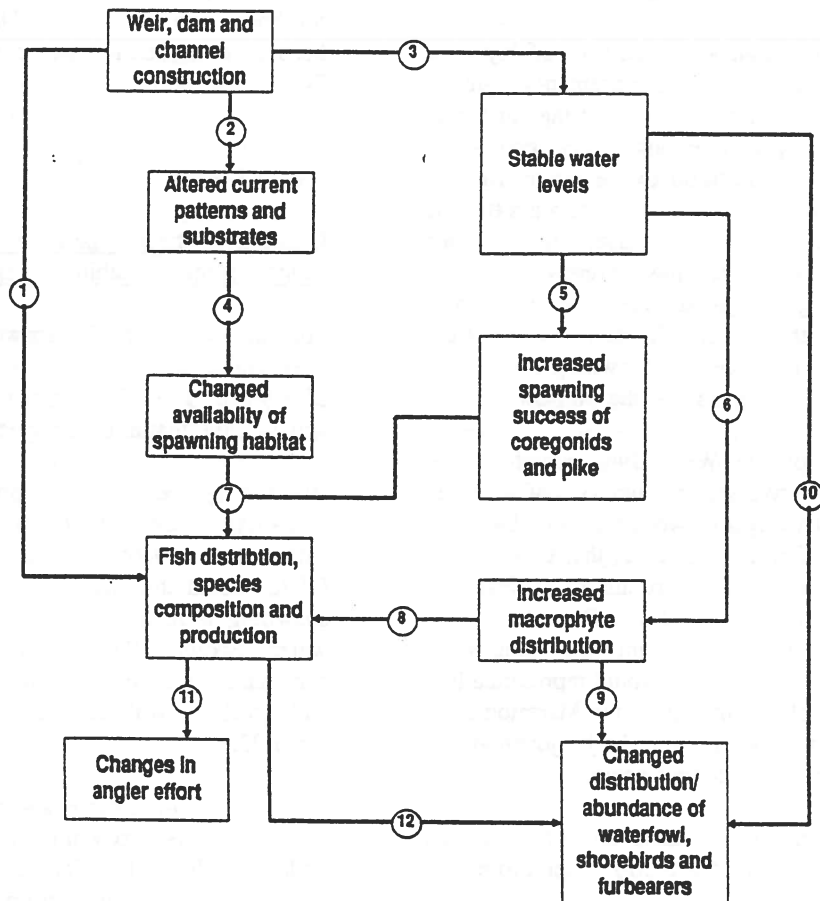 Weir, dam and
channel
construction
3
2
Stable water
levels
Altered current
patterns and
substrates
1
4
5
Changed
availablity of
spawning habitat
Increased
spawning
success of
coregonids
and pike
6
7
10
Fish distribtion,
species
composition and
production
8
Increased
macrophyte
distribution
11
9
Changes in
angler effort
12
Changed
distribution/
abundance of
waterfowl,
shorebirds and
furbearers